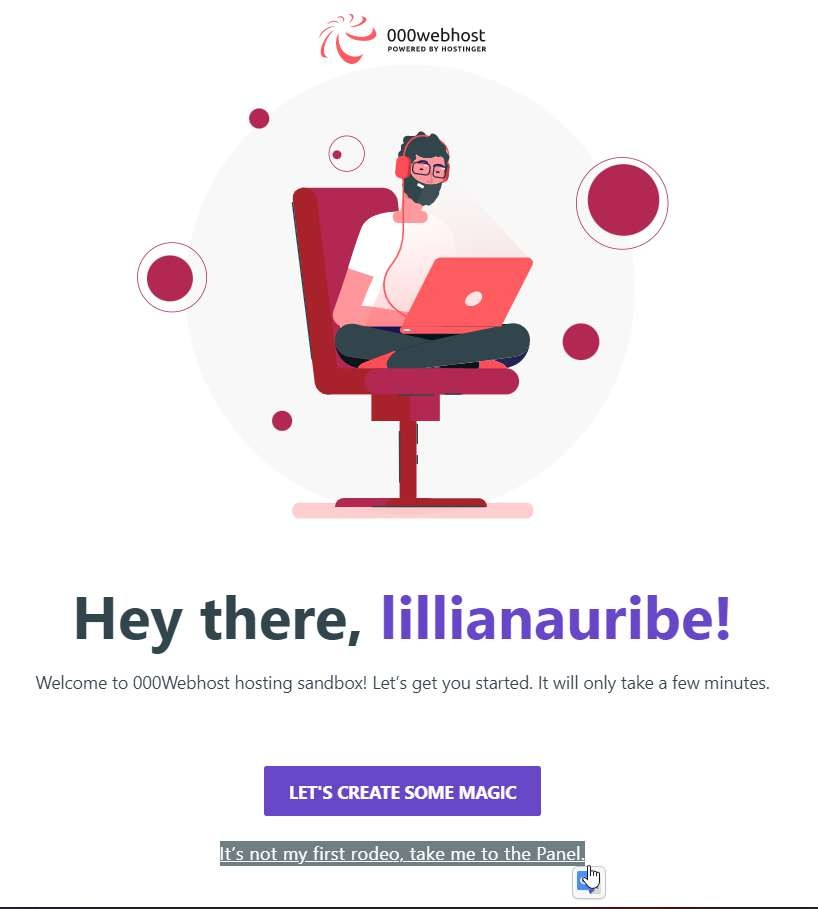 000webhost
POWERED BY HOSTINGER
Hey there, lillianauribe!
Welcome to 000Webhost hosting sandbox! Let's get you started. It will only take a few minutes.
LET'S CREATE SOME MAGIC
It's not my first rodeo, take me to the Panel.